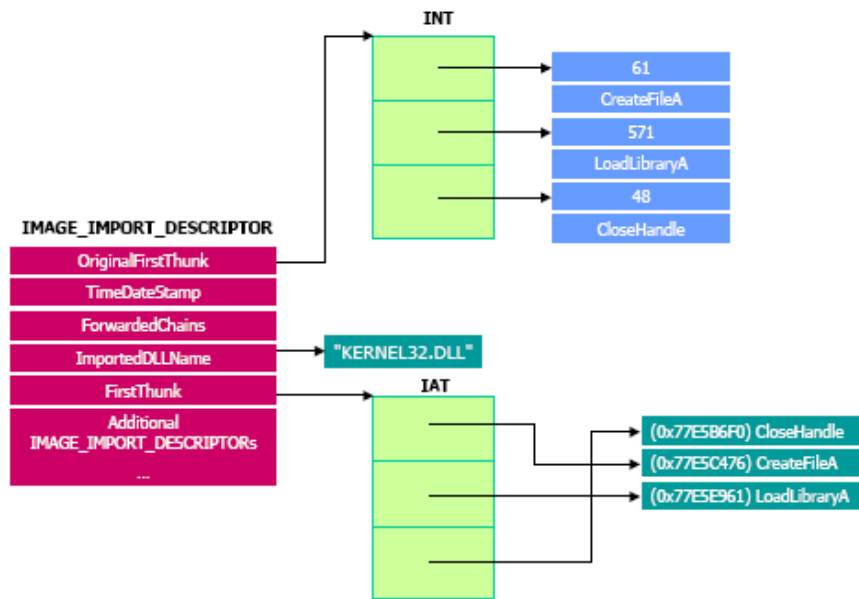 INT
61
CreateFileA
571
LoadLibraryA
48
CloseHandle
IMAGE_IMPORT_DESCRIPTOR
OriginalFirstThunk
TimeDateStamp
ForwardedChains
ImportedDLLName
"KERNEL32.DLL"
FirstThunk
IAT
Additional
IMAGE_IMPORT_DESCRIPTORs
...
(0x77E5B6F0) CloseHandle
(0x77E5C476) CreateFileA
(0x77E5E961) LoadLibraryA